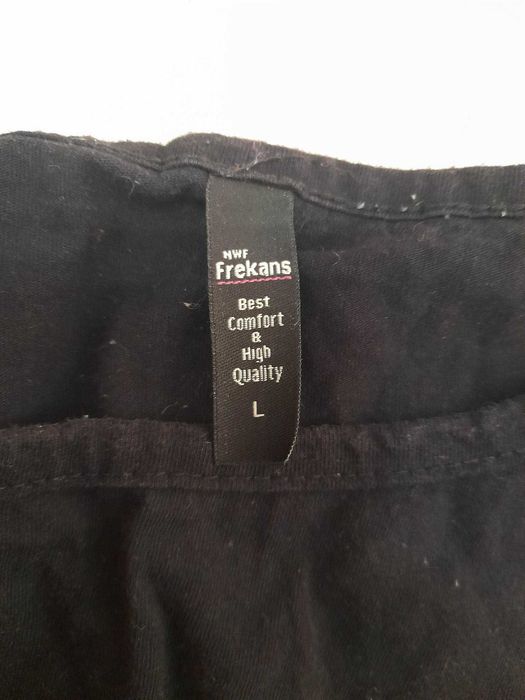 NWF
Frekans
Best
Comfort
&
High
Quality
L